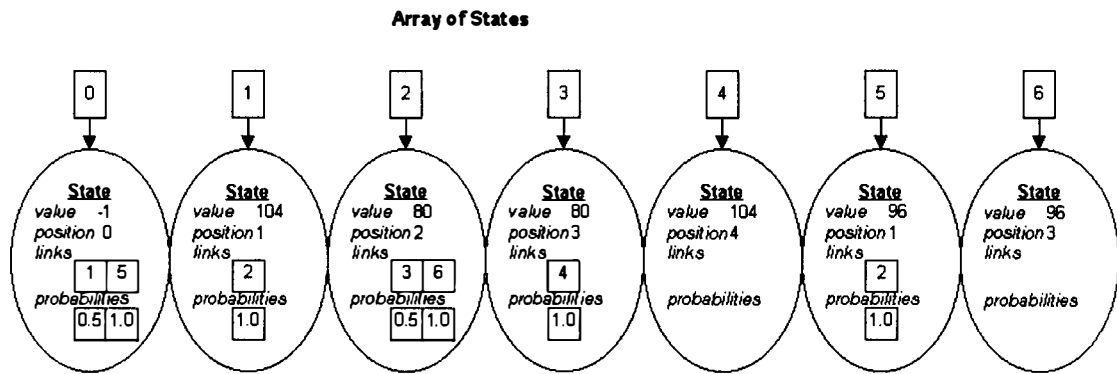 Array of States
0 1 2 3 4 5 6
State
value -1
position 0
links
1 5
probabilities
0.5 1.0
State
value 104
position 1
links
2
probabilities
1.0
State
value 80
position 2
links
3 6
probabilities
0.5 1.0
State
value 80
position 3
links
4
probabilities
1.0
State
value 104
position 4
links
probabilities
State
value 96
position 1
links
2
probabilities
1.0
State
value 96
position 3
links
probabilities